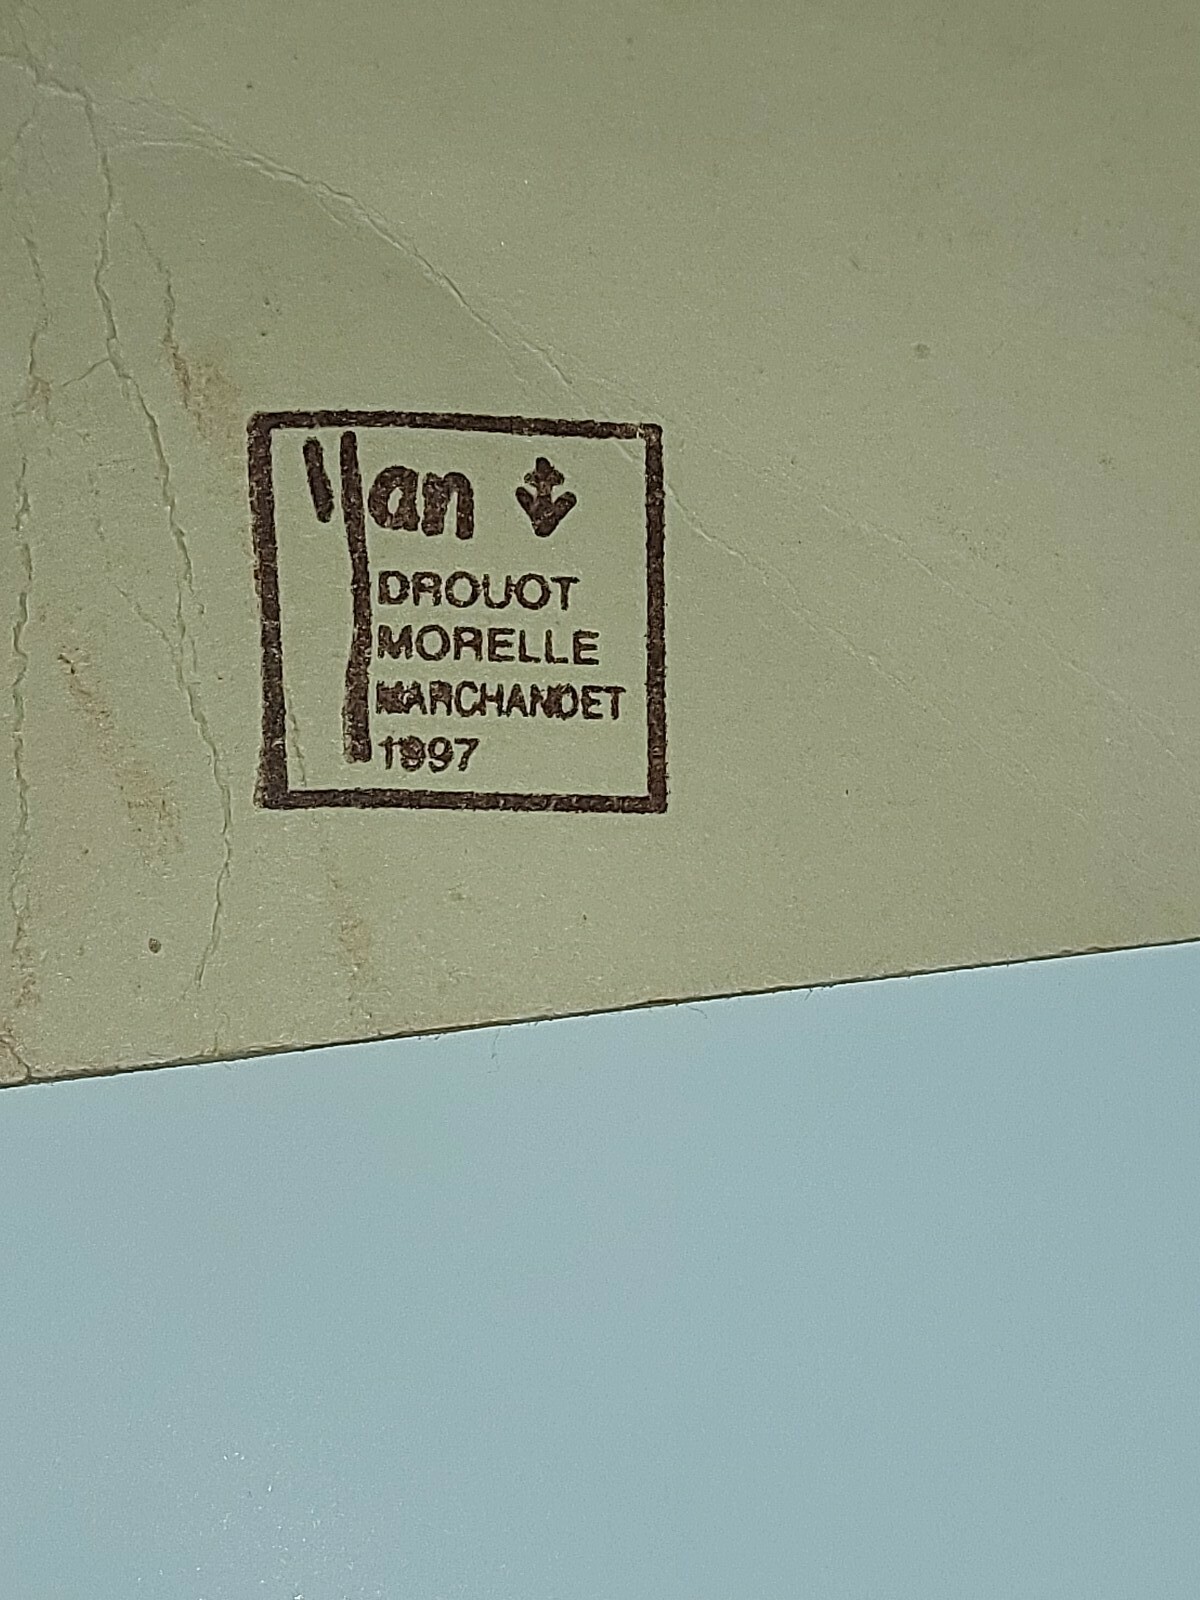 Yan
DROUOT
MORELLE
MARCHANDET
1997